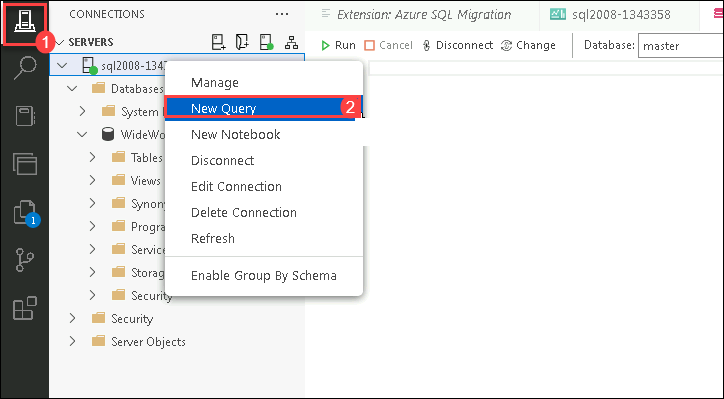 CONNECTIONS
Extension: Azure SQL Migration
sql2008-1343358
1
SERVERS
Run
Cancel
Disconnect
Change
Database:
master
sql2008-134
Manage
Databases
New Query
2
System
WideWo
New Notebook
Tables
Disconnect
Views
Edit Connection
Synony
Delete Connection
1
Progra
Refresh
Service
Storag
Enable Group By Schema
Security
Security
Server Objects